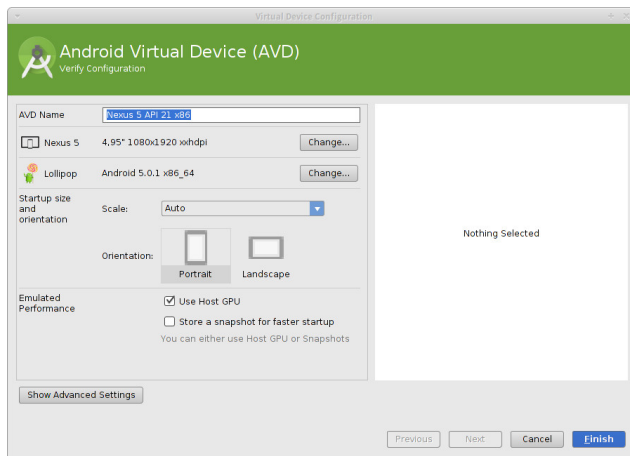 Virtual Device Configuration
Android Virtual Device (AVD)
Verify Configuration
AVD Name
Nexus 5 API 21 x86
Nexus 5
4,95" 1080x1920 xxhdpi
Change...
Lollipop
Android 5.0.1 x86_64
Change...
Startup size
and
orientation
Scale:
Auto
Orientation:
Portrait
Landscape
Emulated
Performance
Use Host GPU
Store a snapshot for faster startup
You can either use Host GPU or Snapshots
Nothing Selected
Show Advanced Settings
Previous
Next
Cancel
Finish